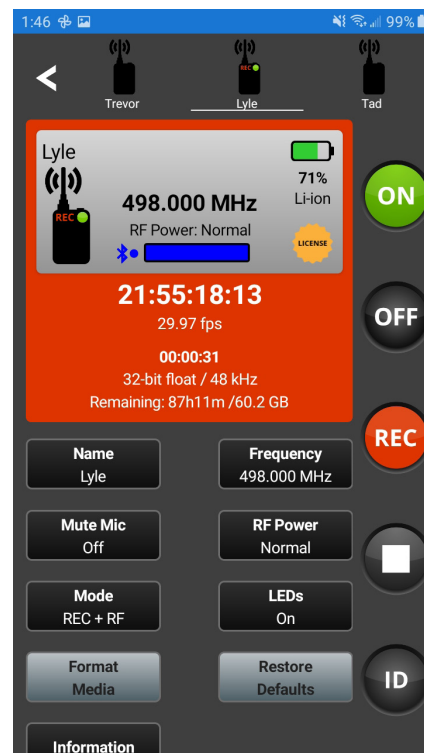 1:46
99%
Trevor
REC
Lyle
Tad
Lyle
71%
Li-ion
REC
498.000 MHz
RF Power: Normal
LICENSE
21:55:18:13
29.97 fps
00:00:31
32-bit float / 48 kHz
Remaining: 87h11m /60.2 GB
ON
OFF
REC
ID
Name
Lyle
Frequency
498.000 MHz
Mute Mic
Off
RF Power
Normal
Mode
REC + RF
LEDs
On
Format
Media
Restore
Defaults
Information